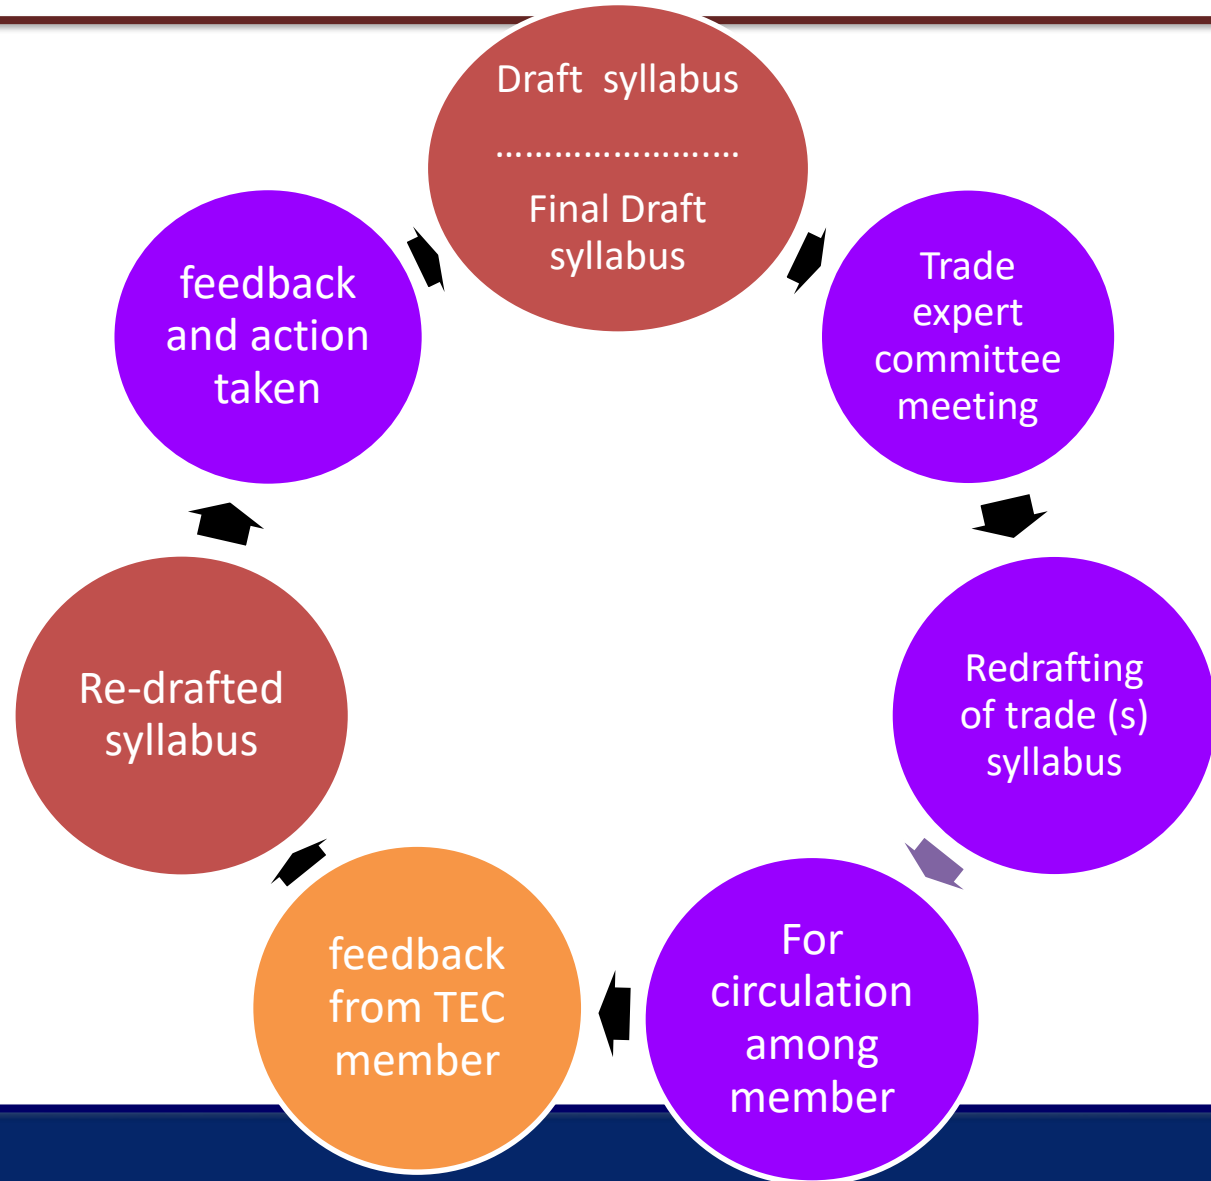 Draft  syllabus
…………………….…
Final Draft
syllabus
Trade
expert
committee
meeting
Redrafting
of trade (s)
syllabus
For
circulation
among
member
feedback
from TEC
member
Re-drafted
syllabus
feedback
and action
taken